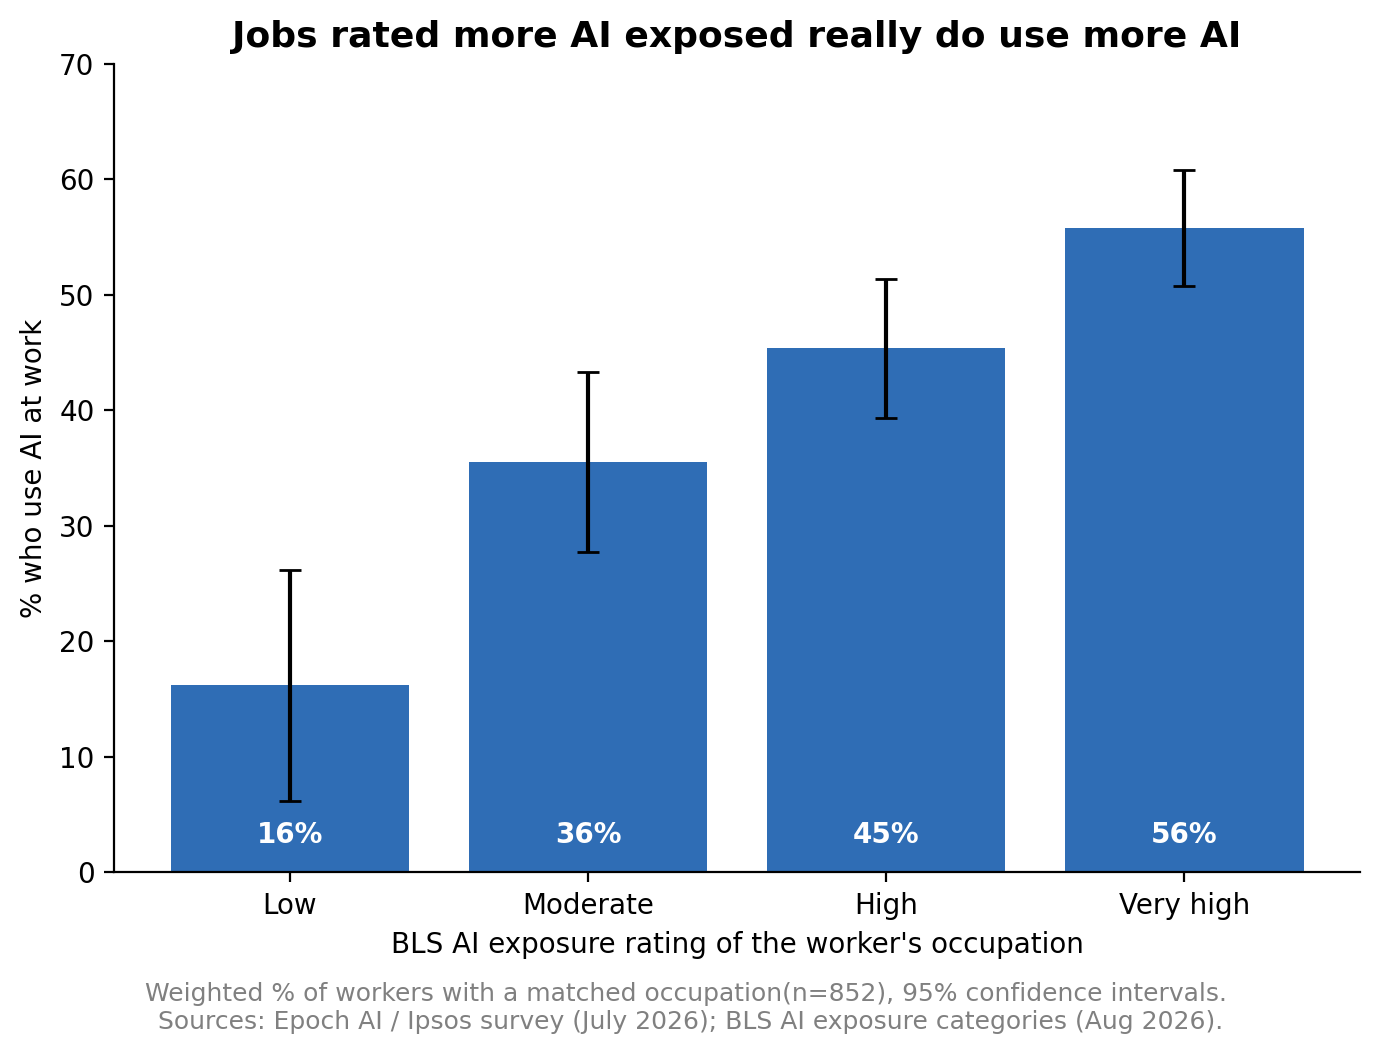 Jobs rated more AI exposed really do use more AI
70
60
50
40
30
20
10
0
% who use AI at work
16%
36%
45%
56%
Low
Moderate
High
Very high
BLS AI exposure rating of the worker's occupation
Weighted % of workers with a matched occupation(n=852), 95% confidence intervals.
Sources: Epoch AI / Ipsos survey (July 2026); BLS AI exposure categories (Aug 2026).